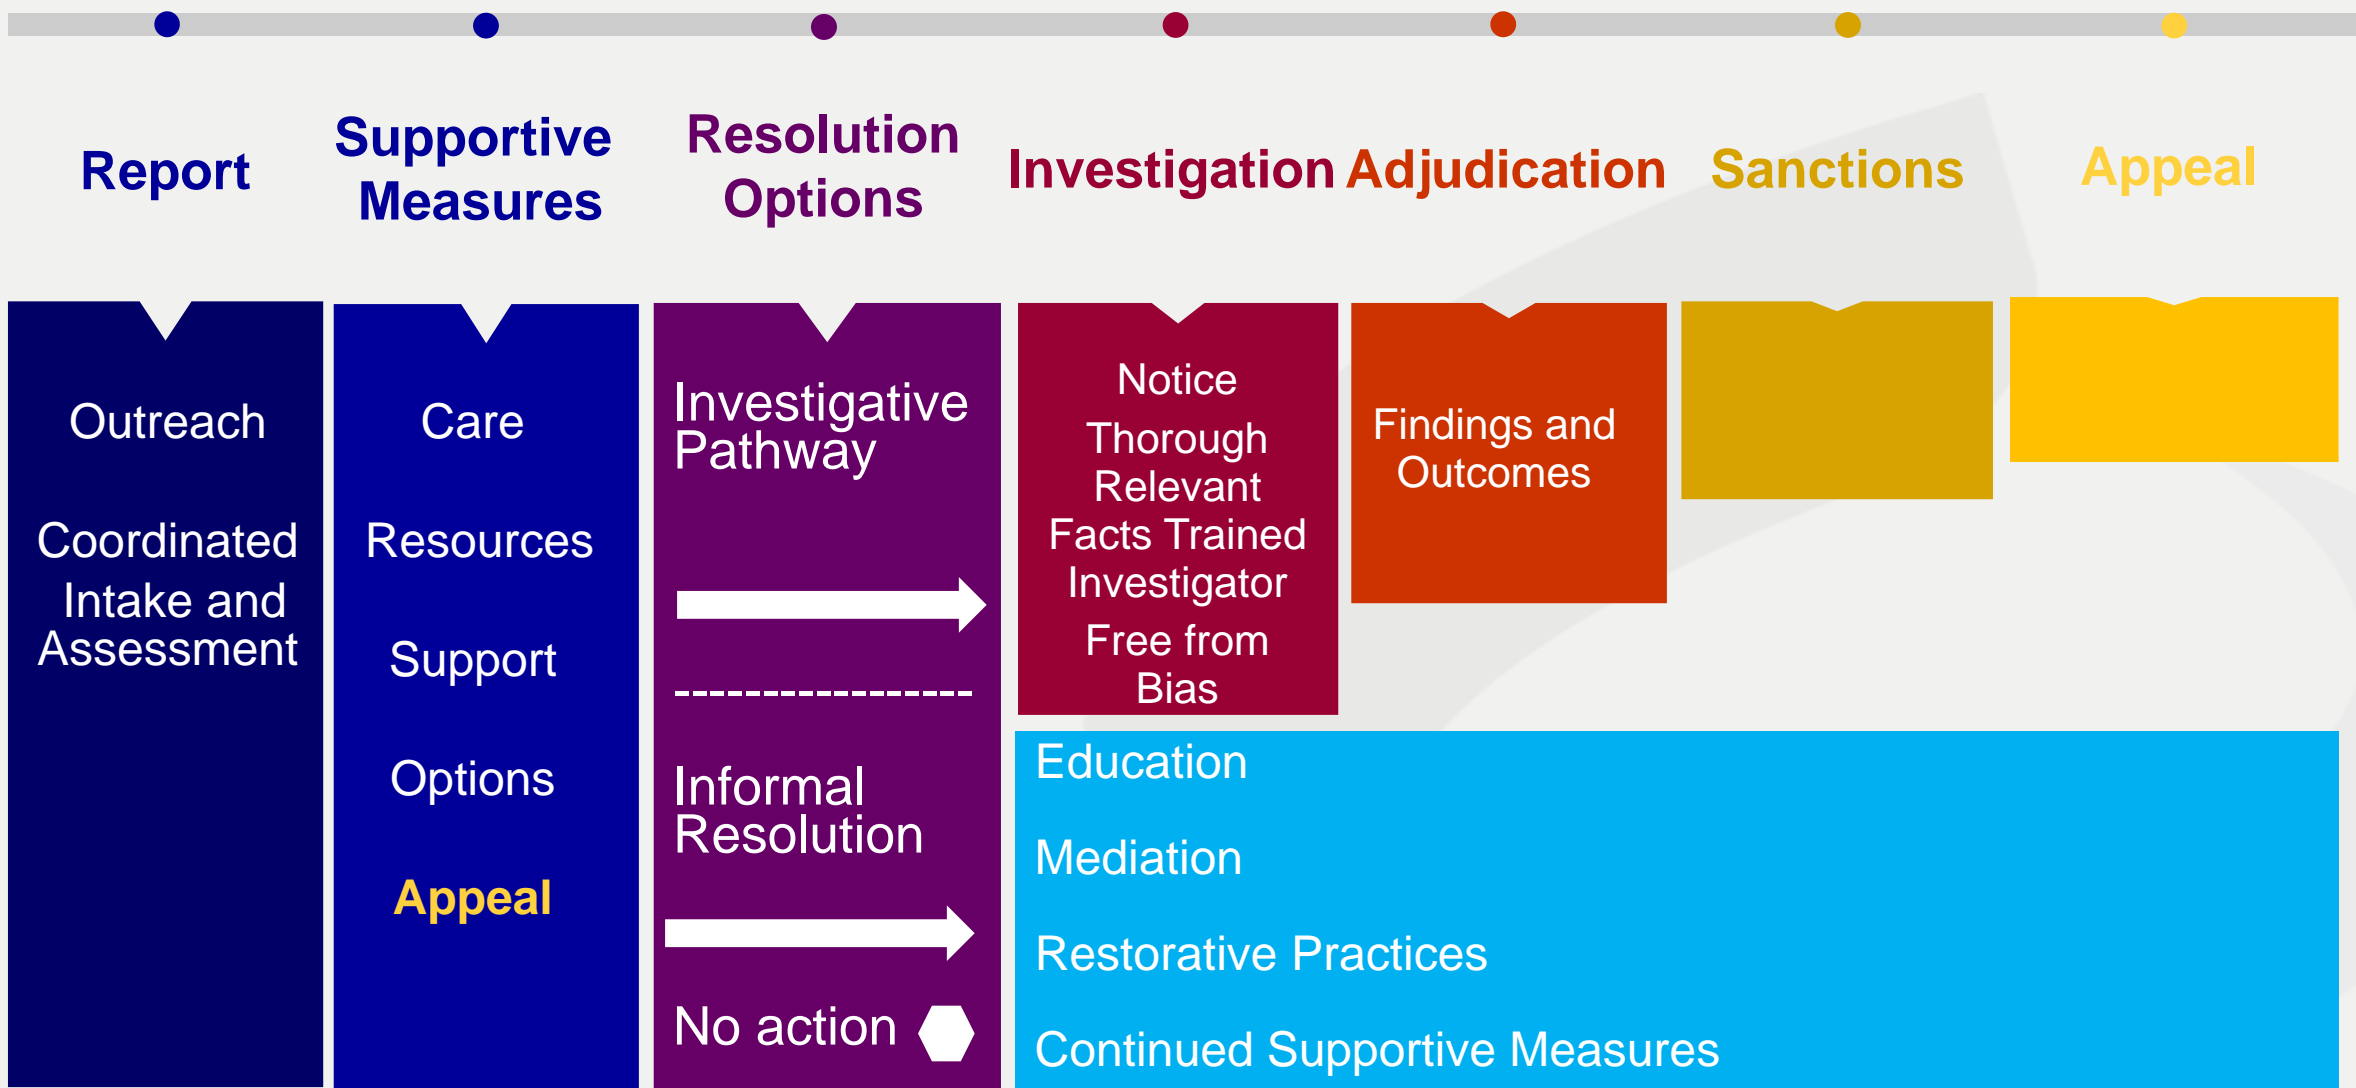 Report
Supportive
Measures
Resolution
Options
Investigation
Adjudication
Sanctions
Appeal
Outreach
Coordinated
Intake and
Assessment
Care
Resources
Support
Options
Appeal
Investigative
Pathway
Informal
Resolution
No action
Notice
Thorough
Relevant
Facts Trained
Investigator
Free from
Bias
Findings and
Outcomes
Education
Mediation
Restorative Practices
Continued Supportive Measures